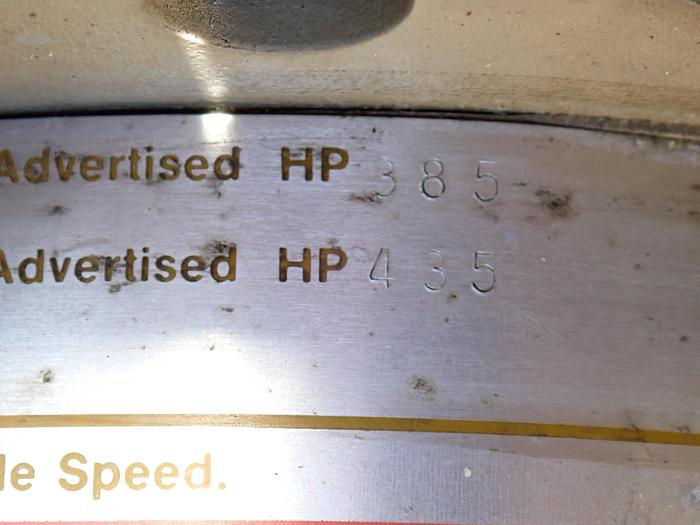 Advertised HP 385
Advertised HP 435
le Speed.